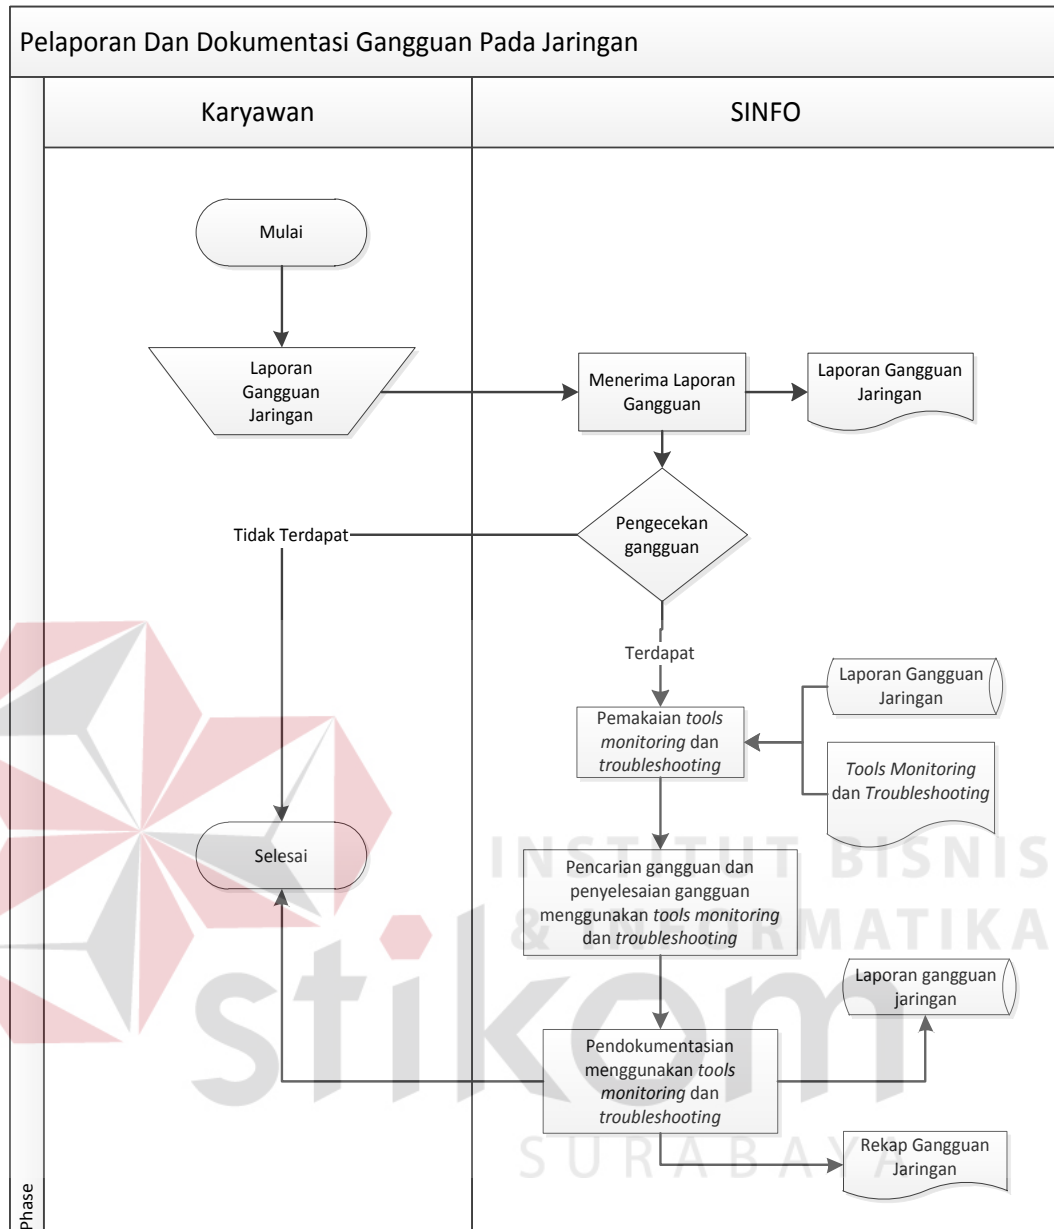 Pelaporan Dan Dokumentasi Gangguan Pada Jaringan
Karyawan
SINFO
Mulai
Laporan
Gangguan
Jaringan
Menerima Laporan
Gangguan
Laporan Gangguan
Jaringan
Pengecekan
gangguan
Tidak Terdapat
Terdapat
Laporan Gangguan
Jaringan
Pemakaian tools
monitoring dan
troubleshooting
Tools Monitoring
dan Troubleshooting
Selesai
Pencarian gangguan dan
penyelesaian gangguan
menggunakan tools monitoring
dan troubleshooting
Laporan gangguan
jaringan
Pendokumentasian
menggunakan tools
monitoring dan
troubleshooting
Rekap Gangguan
Jaringan
Phase
INSTITUT BISNIS
& INFORMATIKA
stikom
SURABAYA